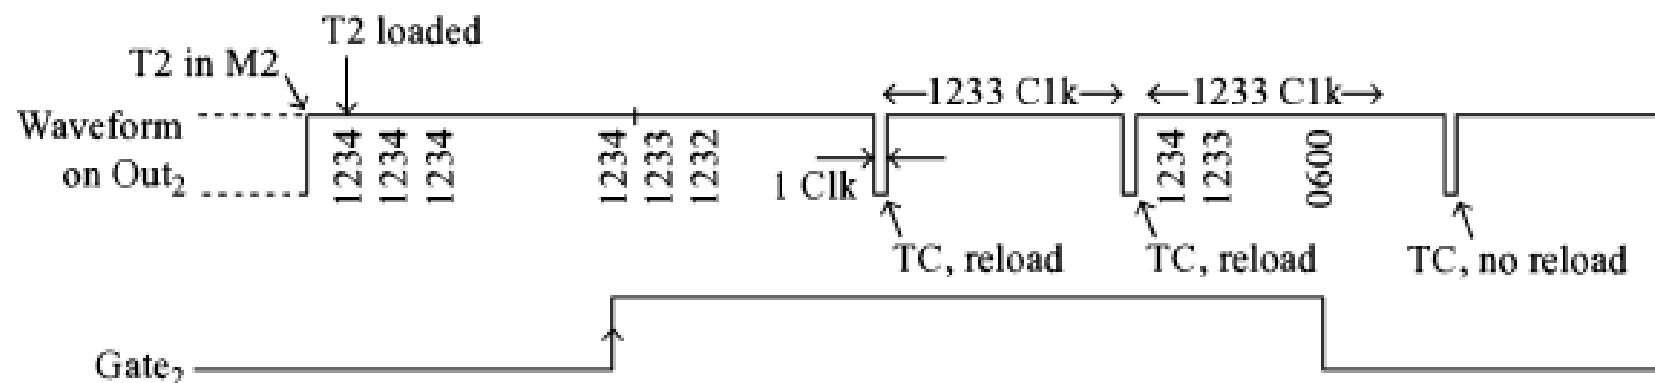 T2 loaded
T2 in M2
←1233 Clk→ ←1233 Clk→
Waveform
on Out₂
1234
1234
1234
1234
1233
1232
1234
1233
0600
1 Clk
TC, reload
TC, reload
TC, no reload
Gate₂